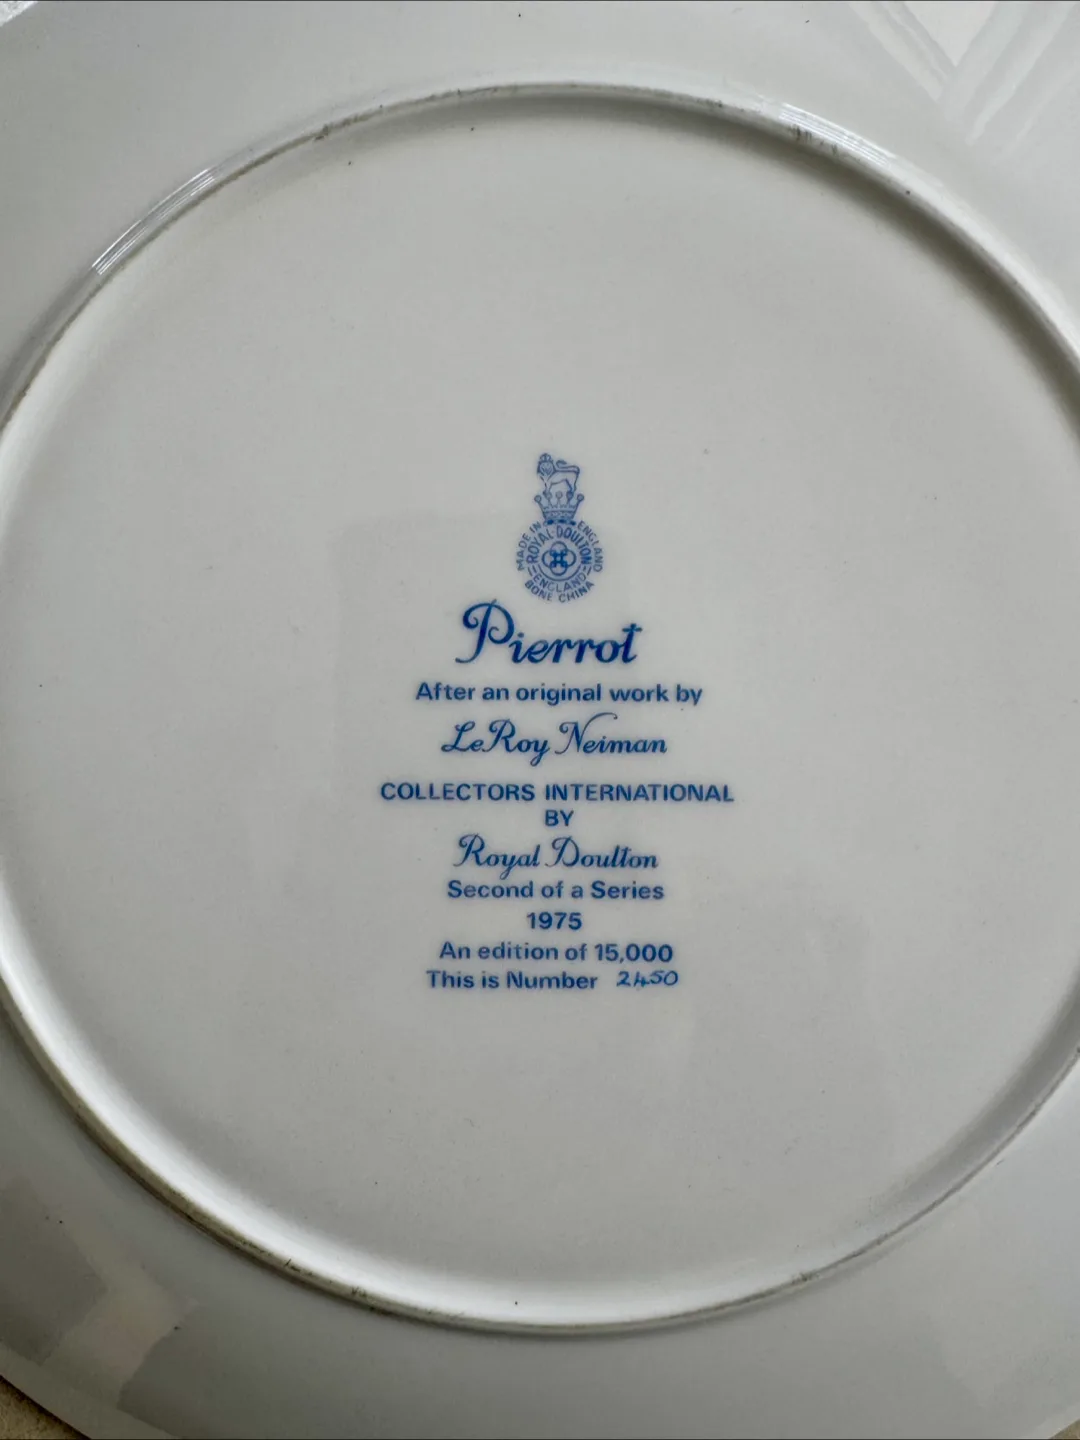 MADE IN ENGLAND
ROYAL DOULTON
ENGLAND
BONE CHINA
Pierrot
After an original work by
LeRoy Neiman
COLLECTORS INTERNATIONAL
BY
Royal Doulton
Second of a Series
1975
An edition of 15,000
This is Number 2450